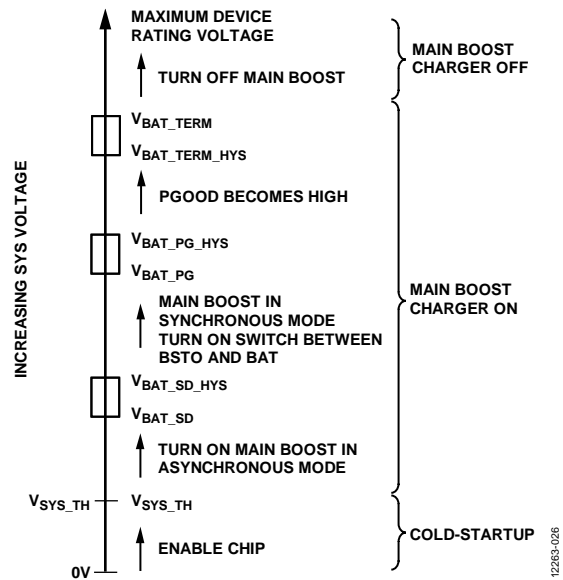 MAXIMUM DEVICE
RATING VOLTAGE
TURN OFF MAIN BOOST
MAIN BOOST
CHARGER OFF
VBAT_TERM
VBAT_TERM_HYS
PGOOD BECOMES HIGH
VBAT_PG_HYS
VBAT_PG
MAIN BOOST IN
SYNCHRONOUS MODE
TURN ON SWITCH BETWEEN
BSTO AND BAT
MAIN BOOST
CHARGER ON
VBAT_SD_HYS
VBAT_SD
TURN ON MAIN BOOST IN
ASYNCHRONOUS MODE
VSYS_TH
VSYS_TH
ENABLE CHIP
COLD-STARTUP
0V
INCREASING SYS VOLTAGE
12263-026